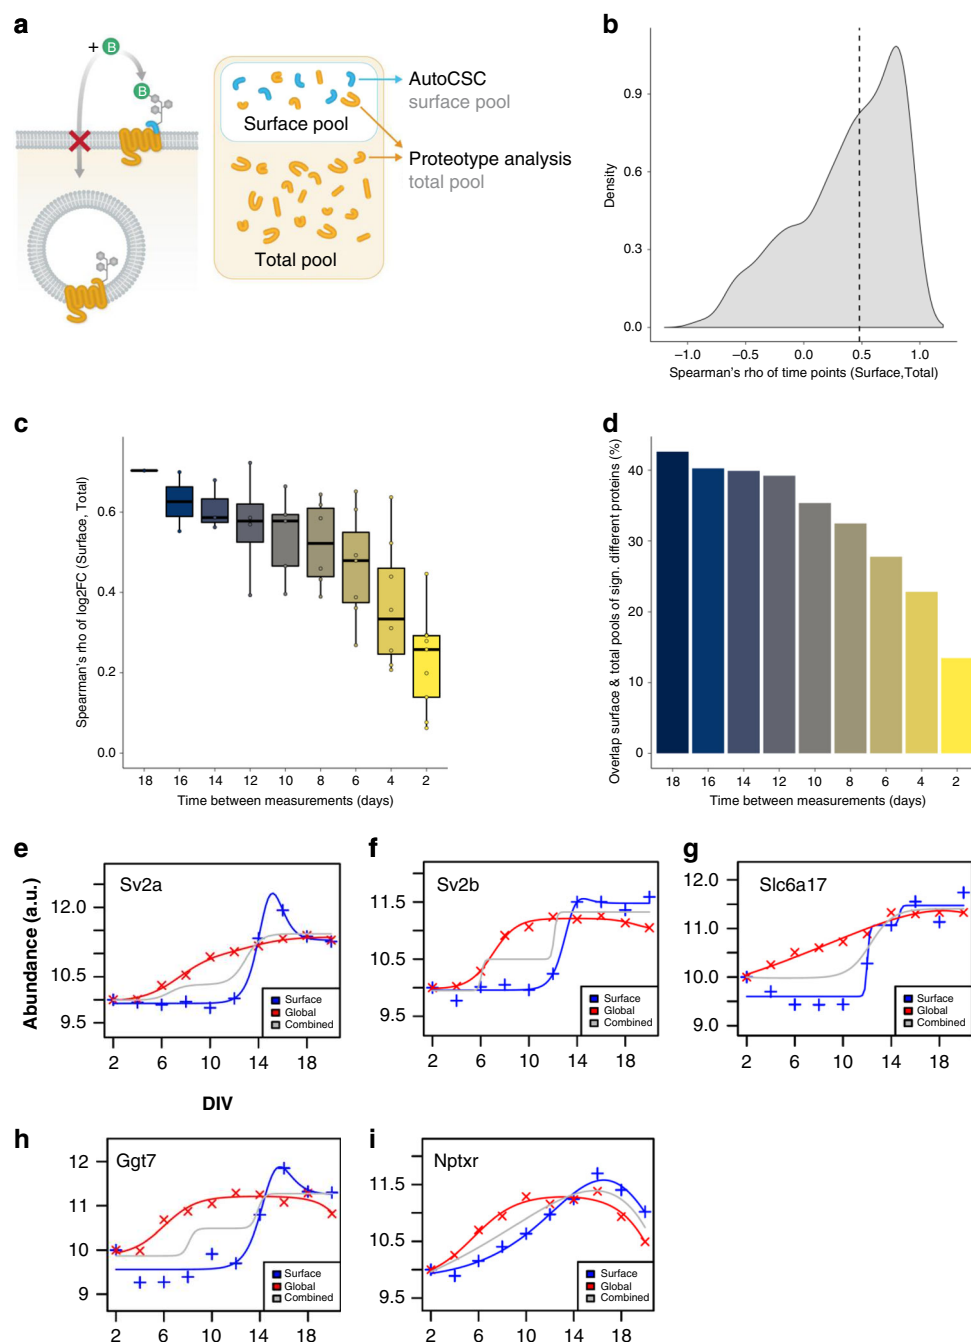 a
+ B
B
Surface pool
Total pool
AutoCSC
surface pool
Proteotype analysis
total pool
b
Density
0.9
0.6
0.3
0.0
−1.0 −0.5 0.0 0.5 1.0
Spearman's rho of time points (Surface,Total)
c
Spearman's rho of log2FC (Surface, Total)
0.6
0.4
0.2
0.0
18 16 14 12 10 8 6 4 2
Time between measurements (days)
d
Overlap surface & total pools of sign. different proteins (%)
40
30
20
10
0
18 16 14 12 10 8 6 4 2
Time between measurements (days)
e
Abundance (a.u.)
Sv2a
12.0
10.5
9.5
Surface
Global
Combined
2 6 10 14 18
DIV
f
Sv2b
11.5
10.5
9.5
Surface
Global
Combined
2 6 10 14 18
g
Slc6a17
12.0
11.0
10.0
9.0
Surface
Global
Combined
2 6 10 14 18
h
Ggt7
12
11
10
9
Surface
Global
Combined
2 6 10 14 18
i
Nptxr
11.5
10.5
9.5
Surface
Global
Combined
2 6 10 14 18